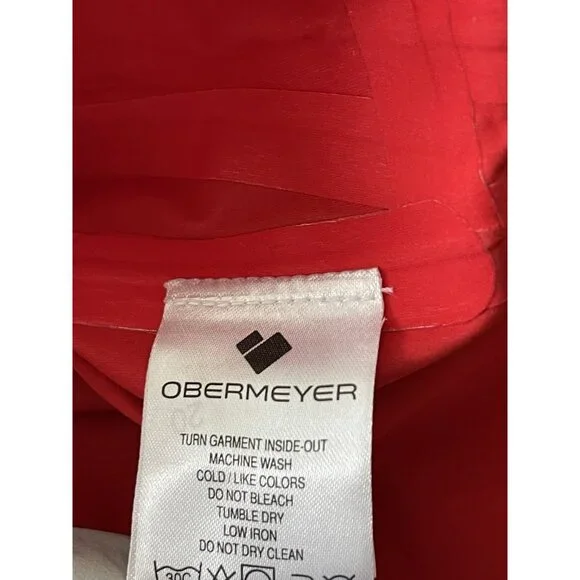 OBERMEYER
TURN GARMENT INSIDE-OUT
MACHINE WASH
COLD / LIKE COLORS
DO NOT BLEACH
TUMBLE DRY
LOW IRON
DO NOT DRY CLEAN
30C